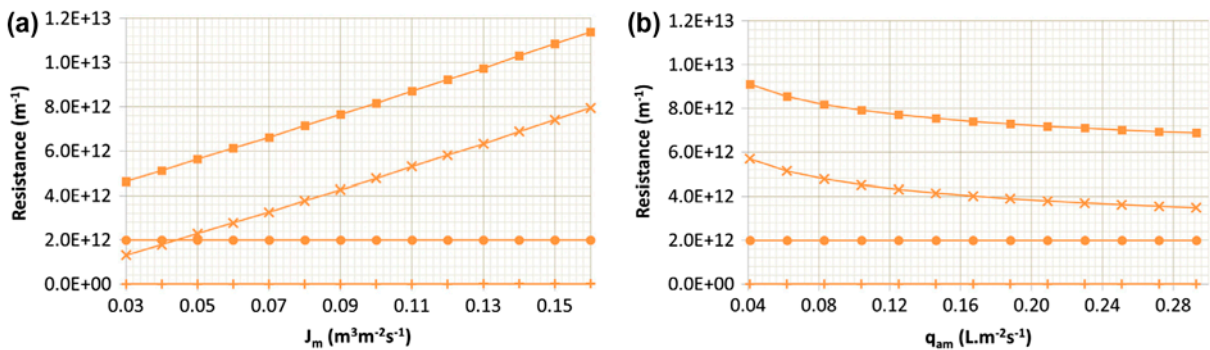 (a)
Resistance (m⁻¹)
1.2E+13
1.0E+13
8.0E+12
6.0E+12
4.0E+12
2.0E+12
0.0E+00
0.03 0.05 0.07 0.09 0.11 0.13 0.15
Jₘ (m³m⁻²s⁻¹)
(b)
Resistance (m⁻¹)
1.2E+13
1.0E+13
8.0E+12
6.0E+12
4.0E+12
2.0E+12
0.0E+00
0.04 0.08 0.12 0.16 0.20 0.24 0.28
qₐₘ (L.m⁻²s⁻¹)